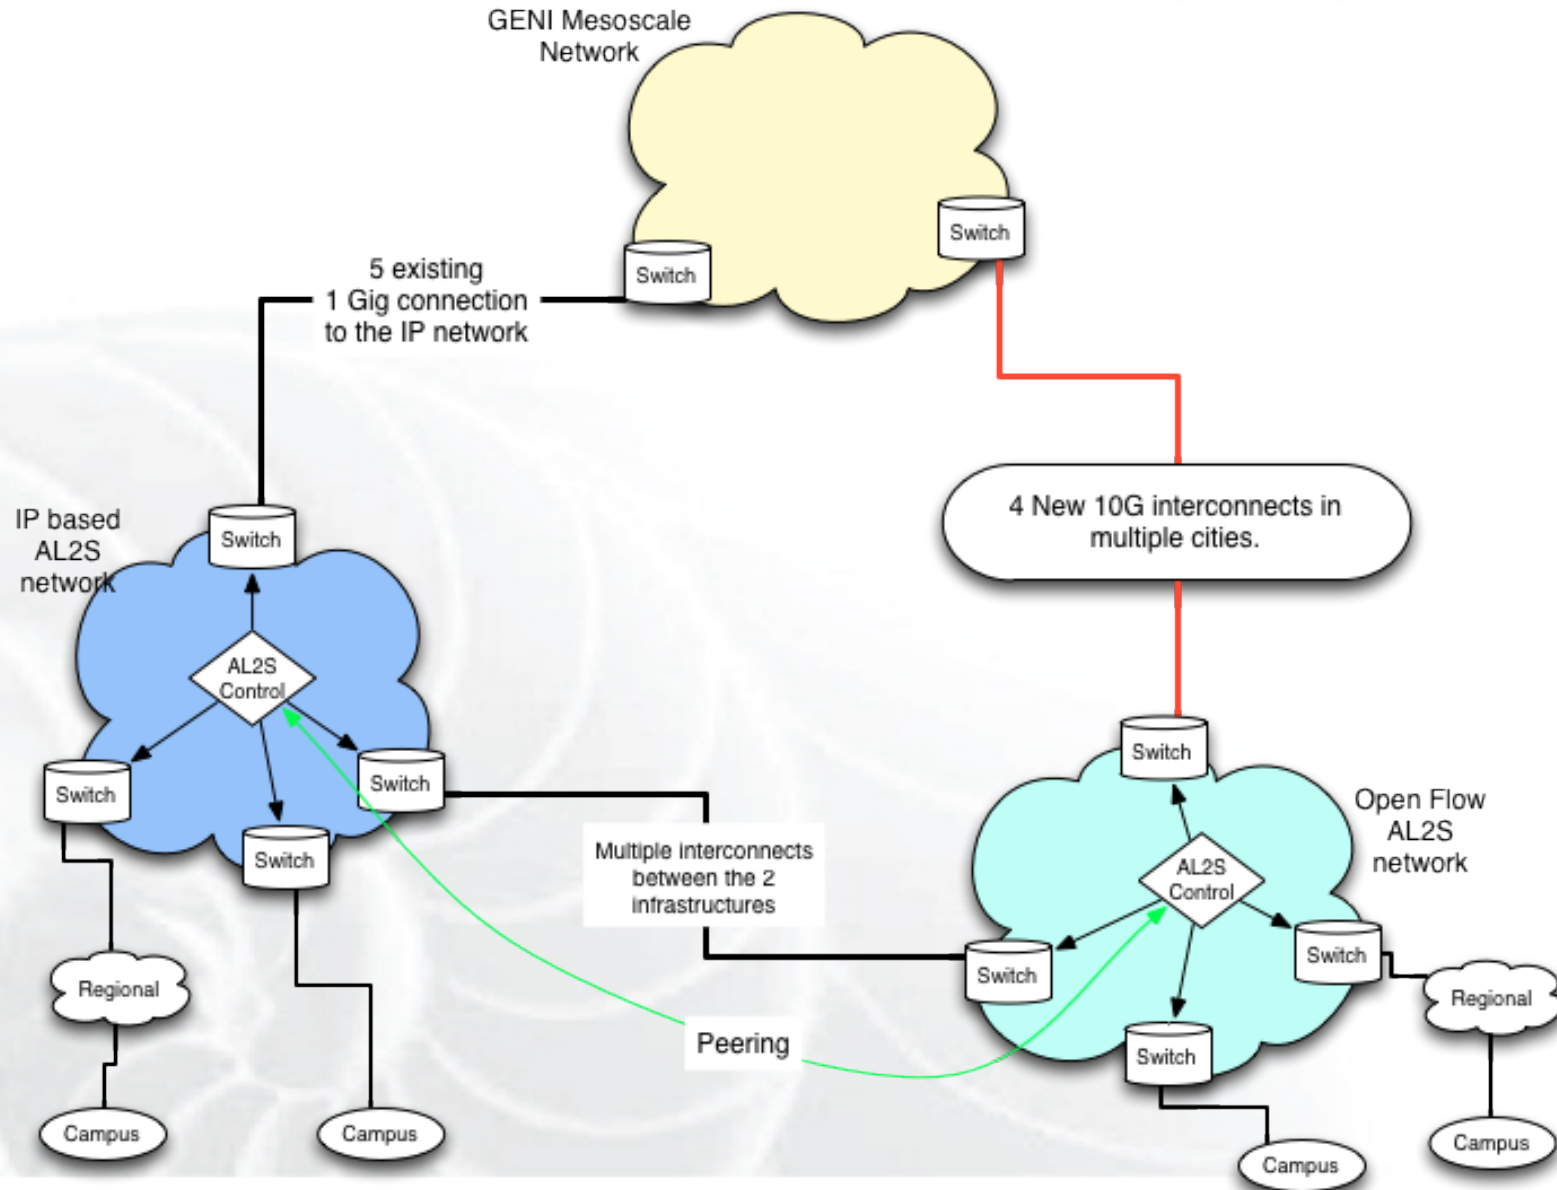 GENI Mesoscale
Network
Switch
Switch
5 existing
1 Gig connection
to the IP network
4 New 10G interconnects in
multiple cities.
IP based
AL2S
network
Switch
AL2S
Control
Switch
Switch
Switch
Multiple interconnects
between the 2
infrastructures
Switch
Open Flow
AL2S
network
AL2S
Control
Switch
Switch
Switch
Regional
Regional
Peering
Campus
Campus
Campus
Campus